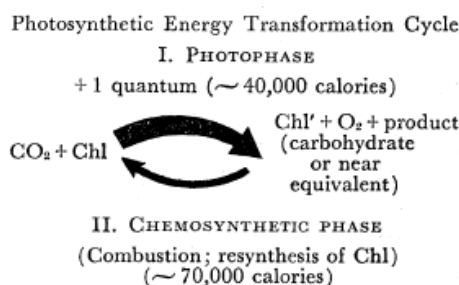 Photosynthetic Energy Transformation Cycle
I. PHOTOPHASE
+ 1 quantum (∼ 40,000 calories)
CO₂ + Chl
Chl′ + O₂ + product
(carbohydrate
or near
equivalent)
II. CHEMOSYNTHETIC PHASE
(Combustion; resynthesis of Chl)
(∼ 70,000 calories)